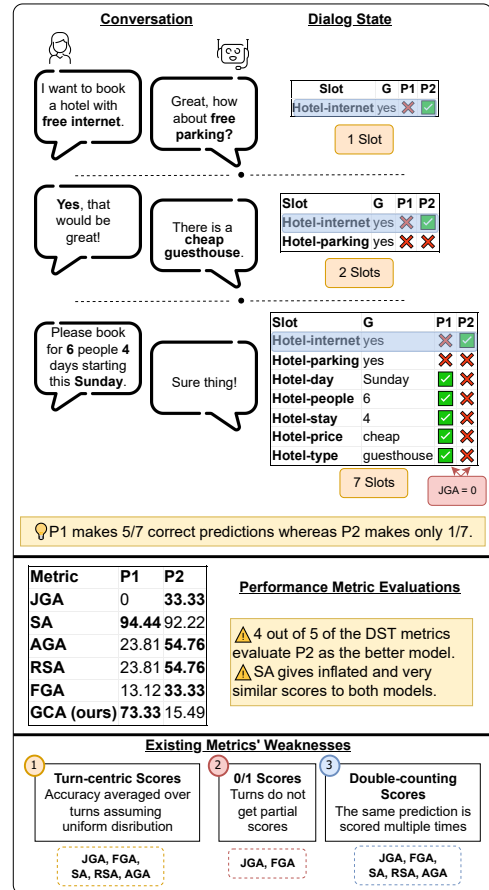 Conversation
Dialog State
I want to book
a hotel with
free internet.
Great, how
about free
parking?
Slot G P1 P2
Hotel-internet yes
1 Slot
Yes, that
would be
great!
There is a
cheap
guesthouse.
Slot G P1 P2
Hotel-internet yes
Hotel-parking yes
2 Slots
Please book
for 6 people 4
days starting
this Sunday.
Sure thing!
Slot G P1 P2
Hotel-internet yes
Hotel-parking yes
Hotel-day Sunday
Hotel-people 6
Hotel-stay 4
Hotel-price cheap
Hotel-type guesthouse
7 Slots
JGA = 0
P1 makes 5/7 correct predictions whereas P2 makes only 1/7.
Metric P1 P2
JGA 0 33.33
SA 94.44 92.22
AGA 23.81 54.76
RSA 23.81 54.76
FGA 13.12 33.33
GCA (ours) 73.33 15.49
Performance Metric Evaluations
4 out of 5 of the DST metrics
evaluate P2 as the better model.
SA gives inflated and very
similar scores to both models.
Existing Metrics' Weaknesses
1
Turn-centric Scores
Accuracy averaged over
turns assuming
uniform disribution
JGA, FGA,
SA, RSA, AGA
2
0/1 Scores
Turns do not
get partial
scores
JGA, FGA
3
Double-counting
Scores
The same prediction is
scored multiple times
JGA, FGA,
SA, RSA, AGA